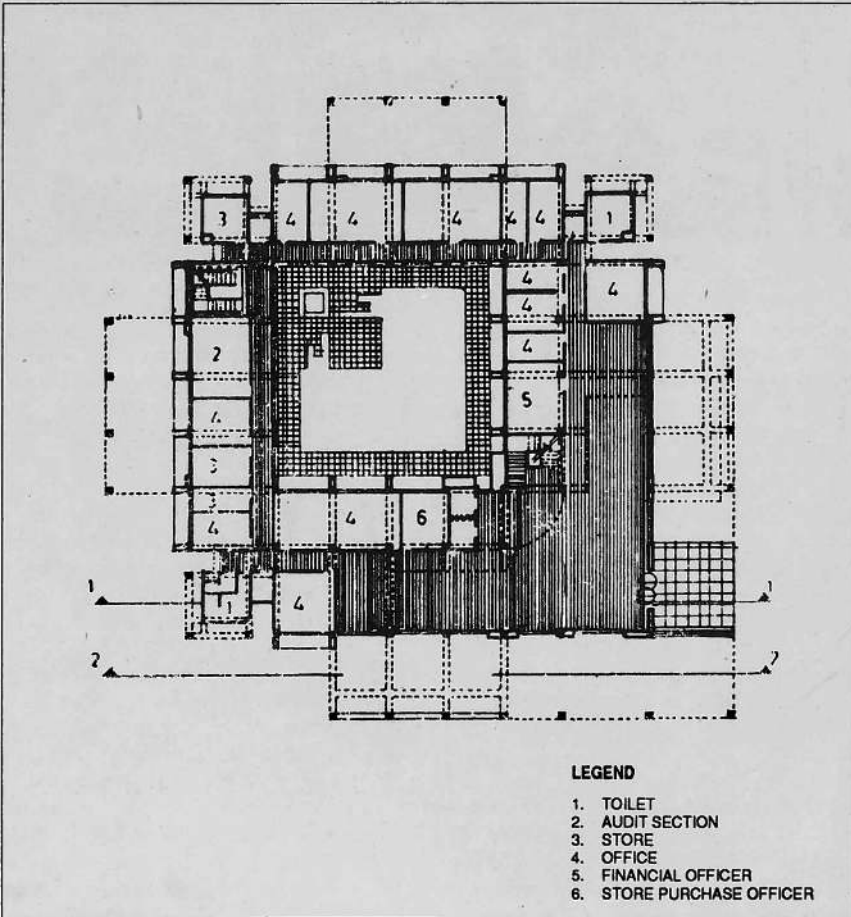 3 4 4 4 4 4 1
4
4 4
4
2
5
4
3
3
4 6
4
1 1
1 4
2 2
LEGEND
1. TOILET
2. AUDIT SECTION
3. STORE
4. OFFICE
5. FINANCIAL OFFICER
6. STORE PURCHASE OFFICER